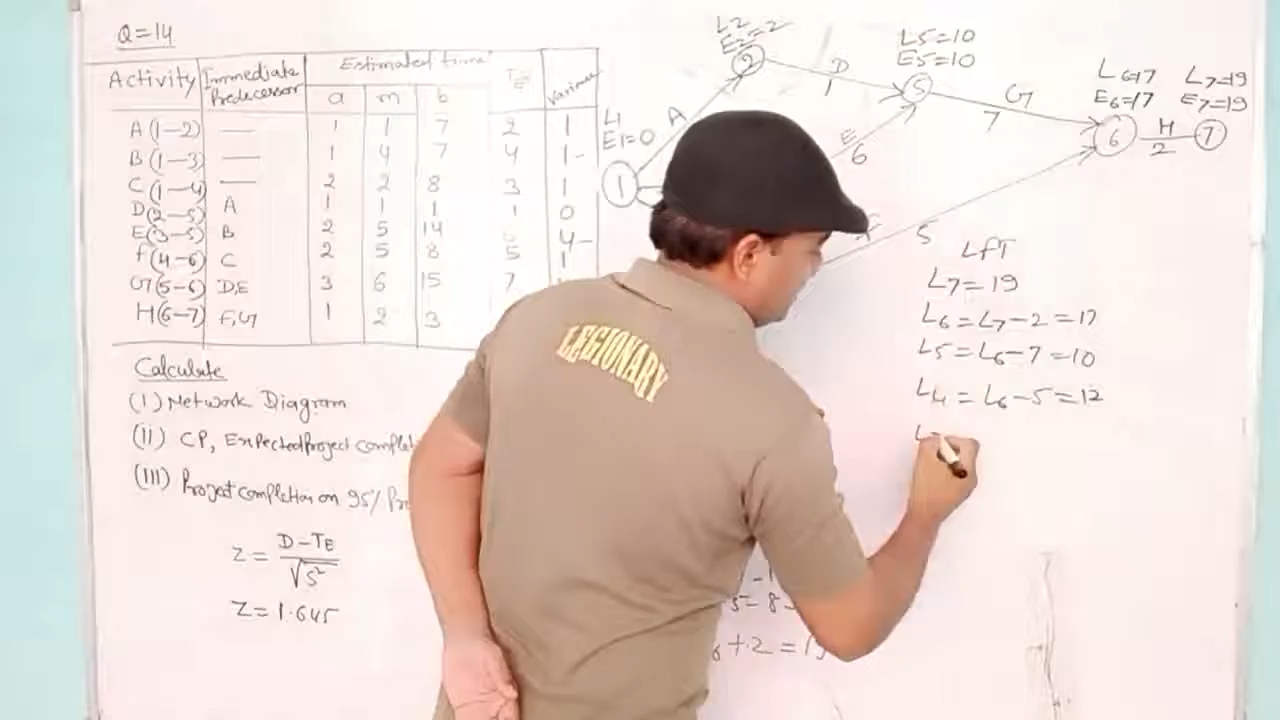 Q=14
Activity Immediate Predecessor Estimated time TE Varian
a m b
A(1-2) — 1 1 7 2 1
B(1-3) — 1 4 7 4 1
C(1-4) — 2 2 8 3 1
D(2-5) A 1 1 1 1 0
E(3-5) B 2 5 14 6 4
F(4-6) C 2 5 8 5 1
G(5-6) D,E 3 6 15 7
H(6-7) F,G 1 2 3
Calculate
(I) Network Diagram
(II) CP, Expected Project complet
(III) Project completion on 95% Pro
Z = D-TE
√S²
Z = 1.645
L2
E2=2
2
D
1
L5=10
E5=10
5
G
7
L6=17
E6=17
6
H
2
L7=19
E7=19
7
L1
E1=0
1
A
E
6
5
LFT
L7=19
L6=L7-2=17
L5=L6-7=10
L4=L6-5=12
LEGIONARY
+2=